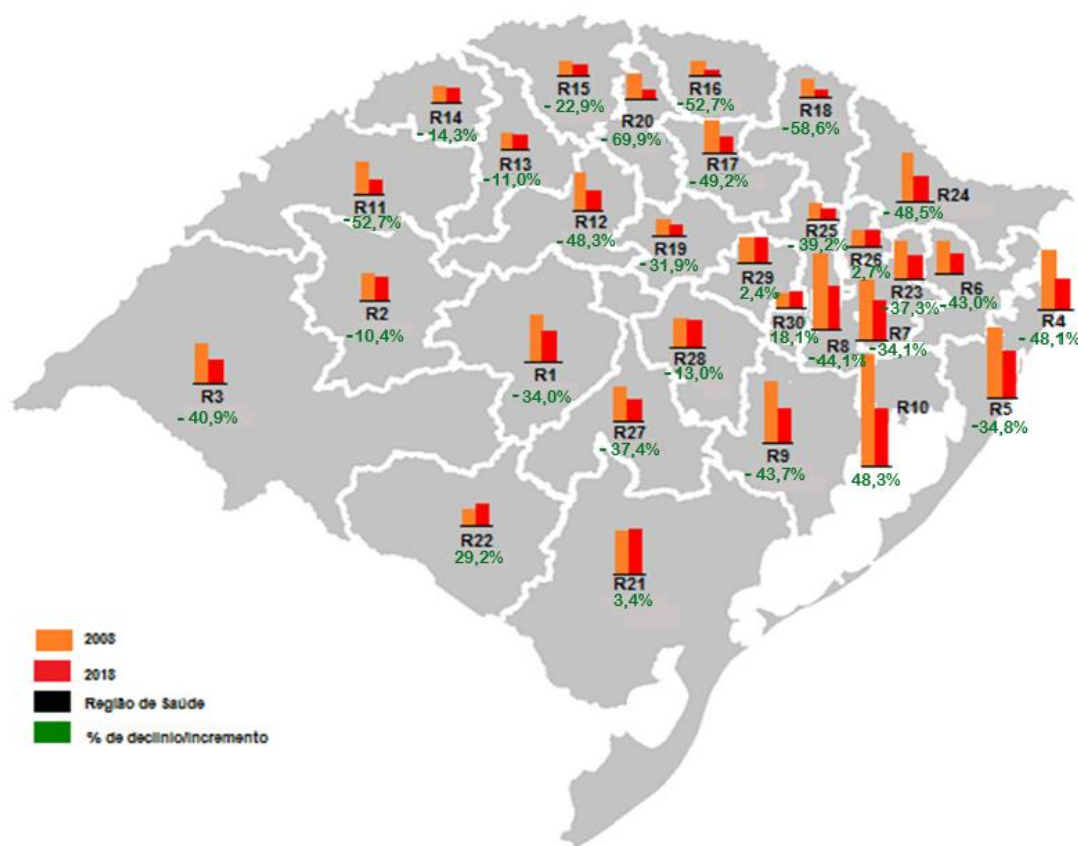 R15
- 22,9%
R16
-52,7%
R14
- 14,3%
R20
- 69,9%
R18
-58,6%
R13
-11,0%
R17
-49,2%
R11
-52,7%
R12
-48,3%
R24
- 48,5%
R19
-31,9%
R25
- 39,2%
R26
2,7%
R29
2,4%
R23
-37,3%
R6
-43,0%
R2
-10,4%
R30
18,1%
R8
-44,1%
R7
-34,1%
R4
- 48,1%
R28
-13,0%
R1
-34,0%
R3
- 40,9%
R10
48,3%
R5
-34,8%
R27
- 37,4%
R9
- 43,7%
R22
29,2%
R21
3,4%
2008
2018
Região de Saúde
% de declínio/incremento